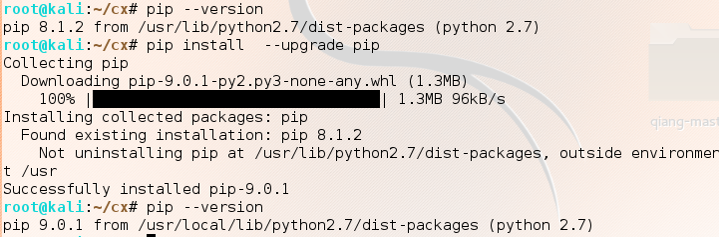 root@kali:~/cx# pip --version
pip 8.1.2 from /usr/lib/python2.7/dist-packages (python 2.7)
root@kali:~/cx# pip install  --upgrade pip
Collecting pip
  Downloading pip-9.0.1-py2.py3-none-any.whl (1.3MB)
    100% |████████████████████████████████| 1.3MB 96kB/s
Installing collected packages: pip
  Found existing installation: pip 8.1.2
    Not uninstalling pip at /usr/lib/python2.7/dist-packages, outside environmen
t /usr
Successfully installed pip-9.0.1
root@kali:~/cx# pip --version
pip 9.0.1 from /usr/local/lib/python2.7/dist-packages (python 2.7)
qiang-mast